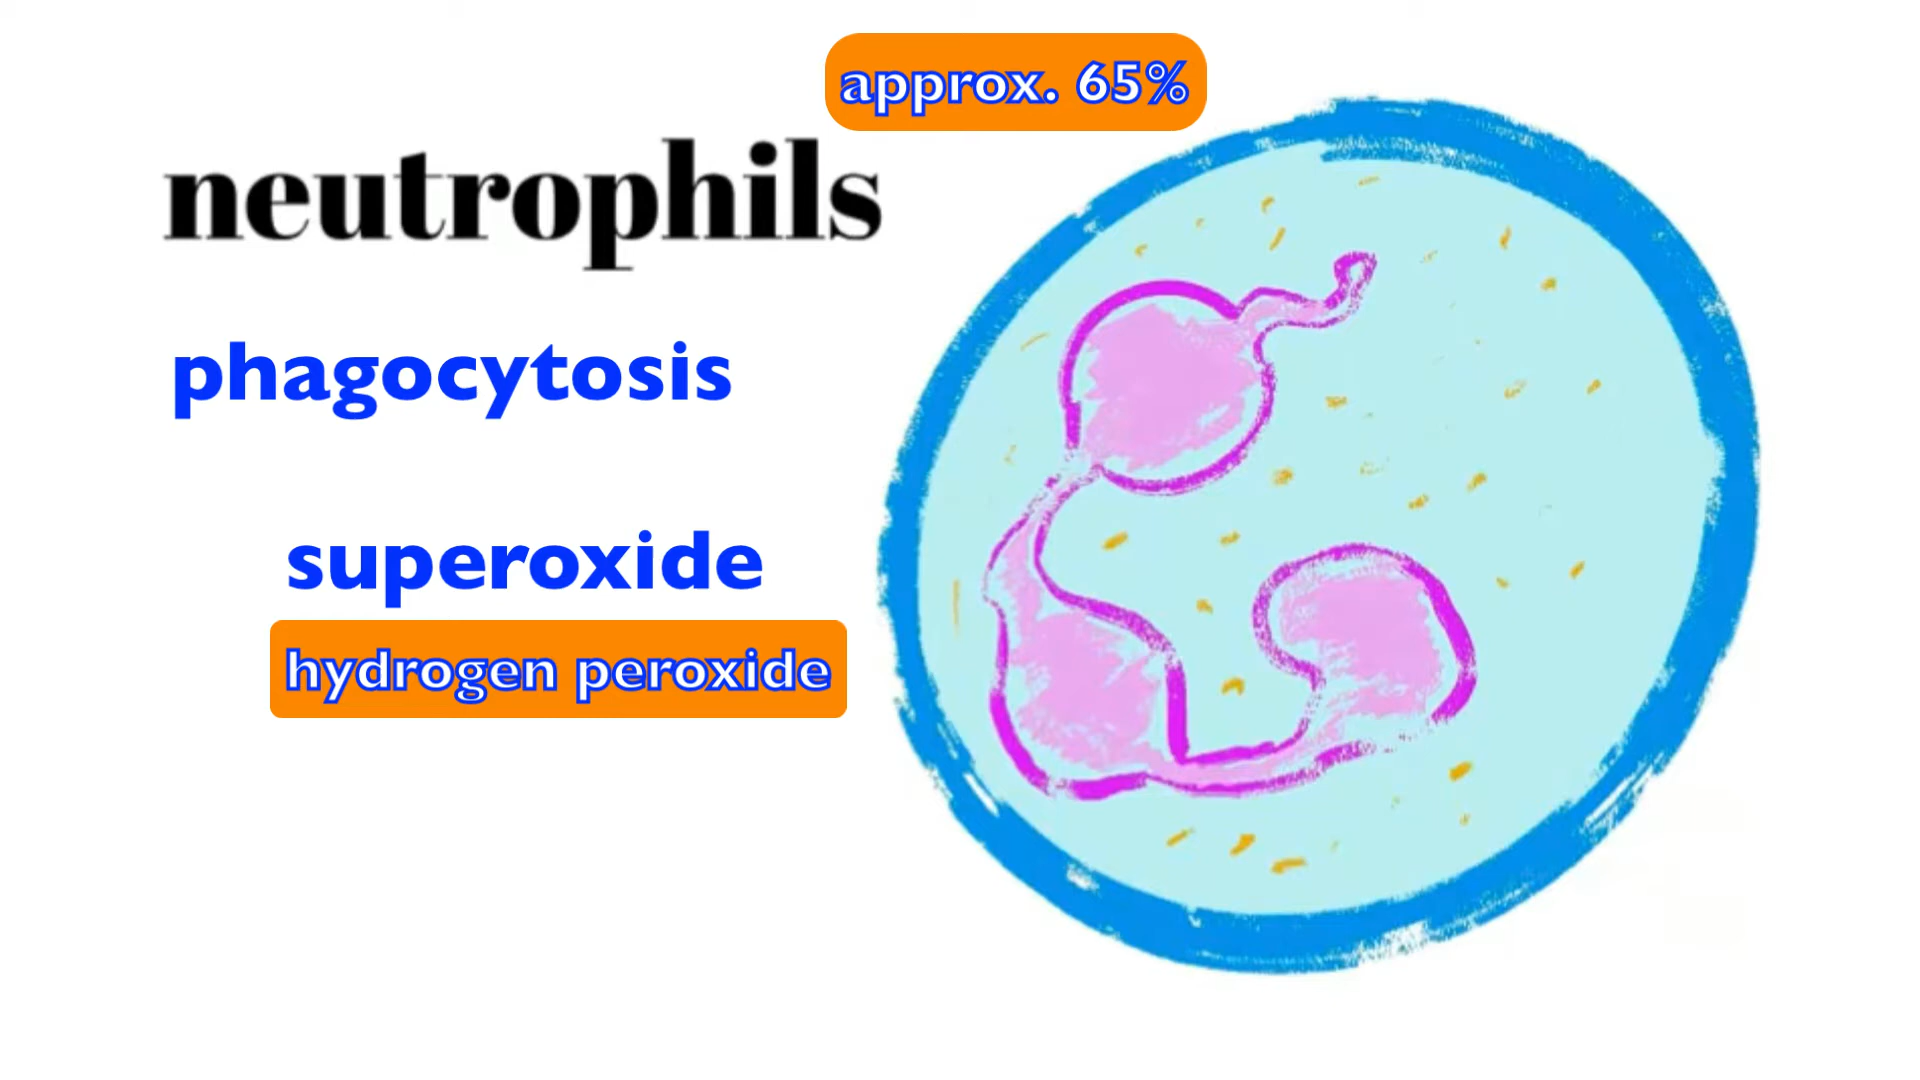 approx. 65%
neutrophils
phagocytosis
superoxide
hydrogen peroxide